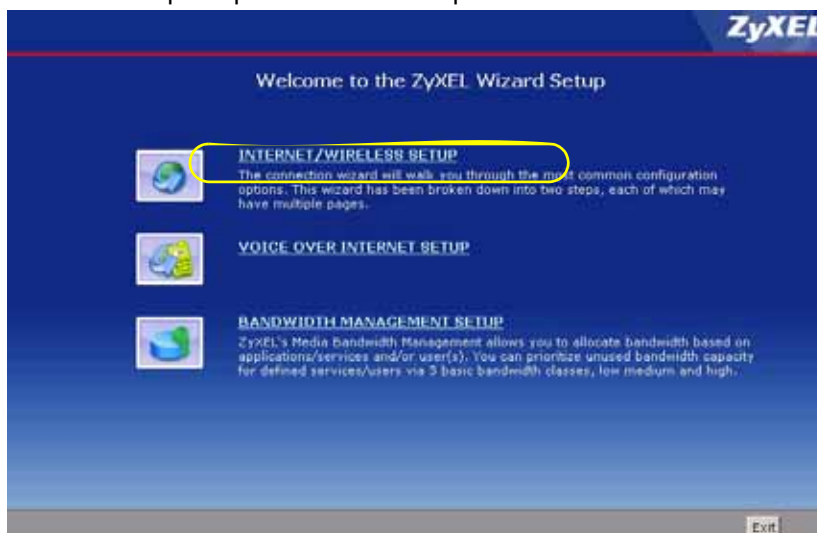 ZyXEL
Welcome to the ZyXEL Wizard Setup
INTERNET/WIRELESS SETUP
The connection wizard will walk you through the most common configuration
options. This wizard has been broken down into two steps, each of which may
have multiple pages.
VOICE OVER INTERNET SETUP
BANDWIDTH MANAGEMENT SETUP
ZyXEL's Media Bandwidth Management allows you to allocate bandwidth based on
applications/services and/or user(s). You can prioritize unused bandwidth capacity
for defined services/users via 3 basic bandwidth classes, low medium and high.
Exit